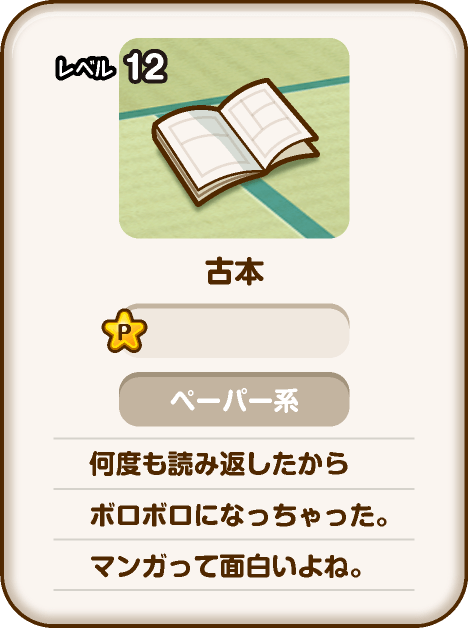 レベル 12
古本
P
ペーパー系
何度も読み返したから
ボロボロになっちゃった。
マンガって面白いよね。